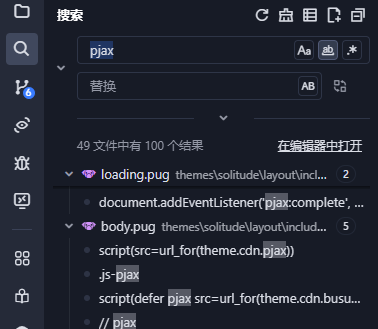 搜索
pjax
Aa
ab
.*
替换
AB
6
49 文件中有 100 个结果
在编辑器中打开
loading.pug themes\solitude\layout\inclu... 2
document.addEventListener('pjax:complete', ...
body.pug themes\solitude\layout\includ... 5
script(src=url_for(theme.cdn.pjax))
.js-pjax
script(defer pjax src=url_for(theme.cdn.busu...
// pjax